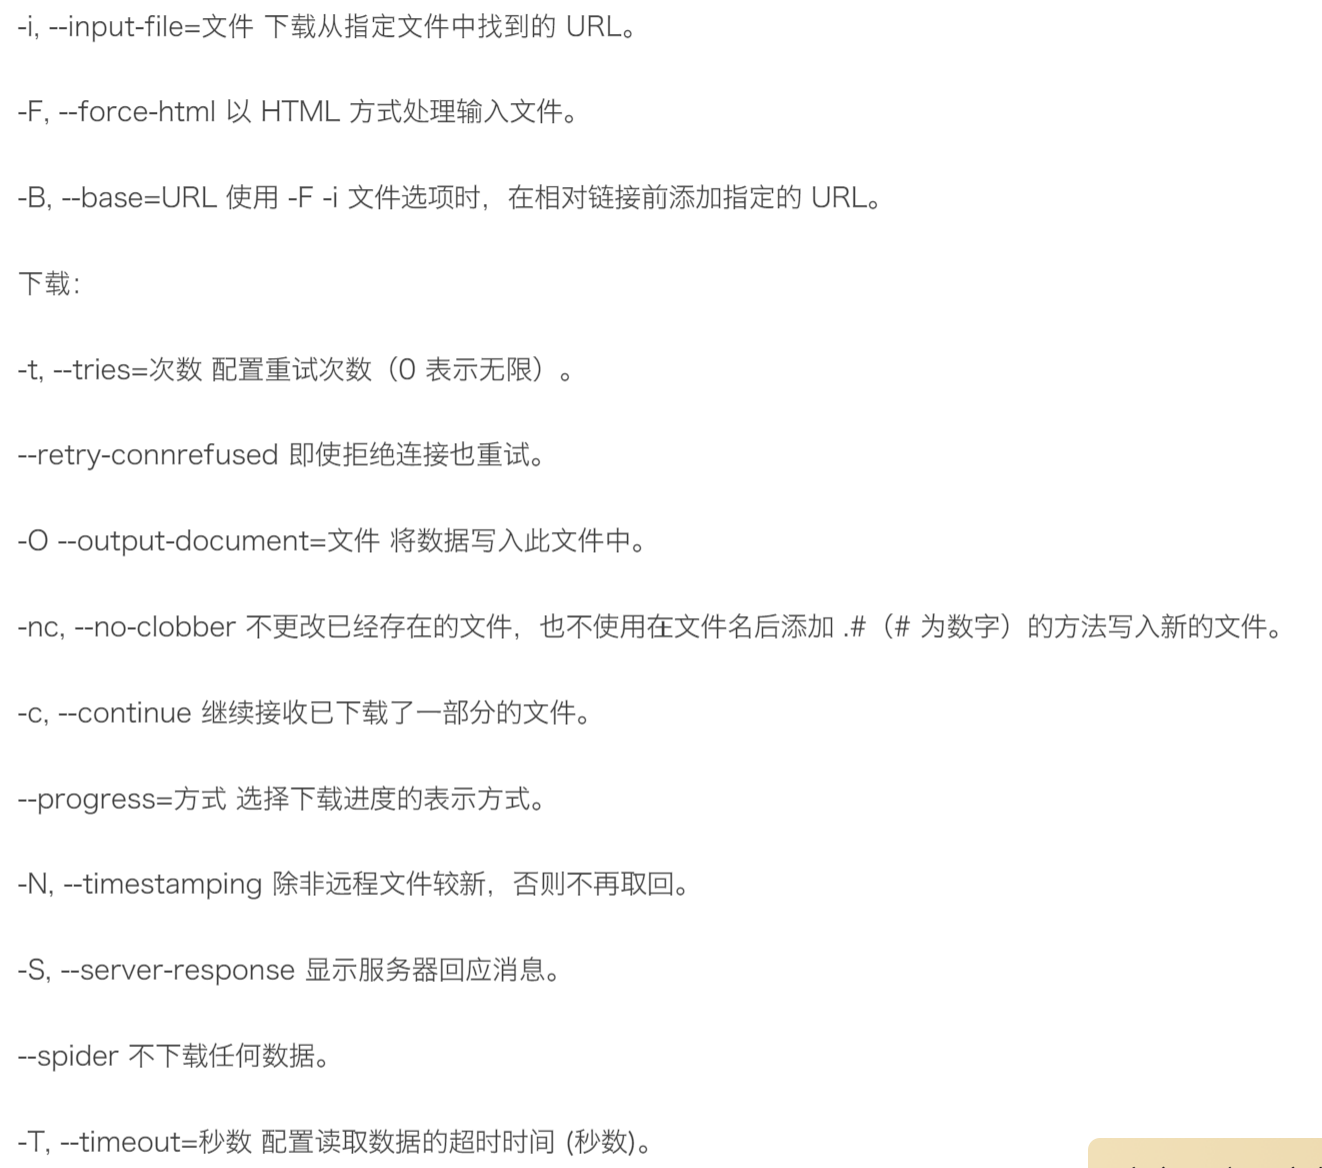 -i, --input-file=文件 下载从指定文件中找到的 URL。
-F, --force-html 以 HTML 方式处理输入文件。
-B, --base=URL 使用 -F -i 文件选项时，在相对链接前添加指定的 URL。
下载：
-t, --tries=次数 配置重试次数（0 表示无限）。
--retry-connrefused 即使拒绝连接也重试。
-O --output-document=文件 将数据写入此文件中。
-nc, --no-clobber 不更改已经存在的文件，也不使用在文件名后添加 .#（# 为数字）的方法写入新的文件。
-c, --continue 继续接收已下载了一部分的文件。
--progress=方式 选择下载进度的表示方式。
-N, --timestamping 除非远程文件较新，否则不再取回。
-S, --server-response 显示服务器回应消息。
--spider 不下载任何数据。
-T, --timeout=秒数 配置读取数据的超时时间 (秒数)。